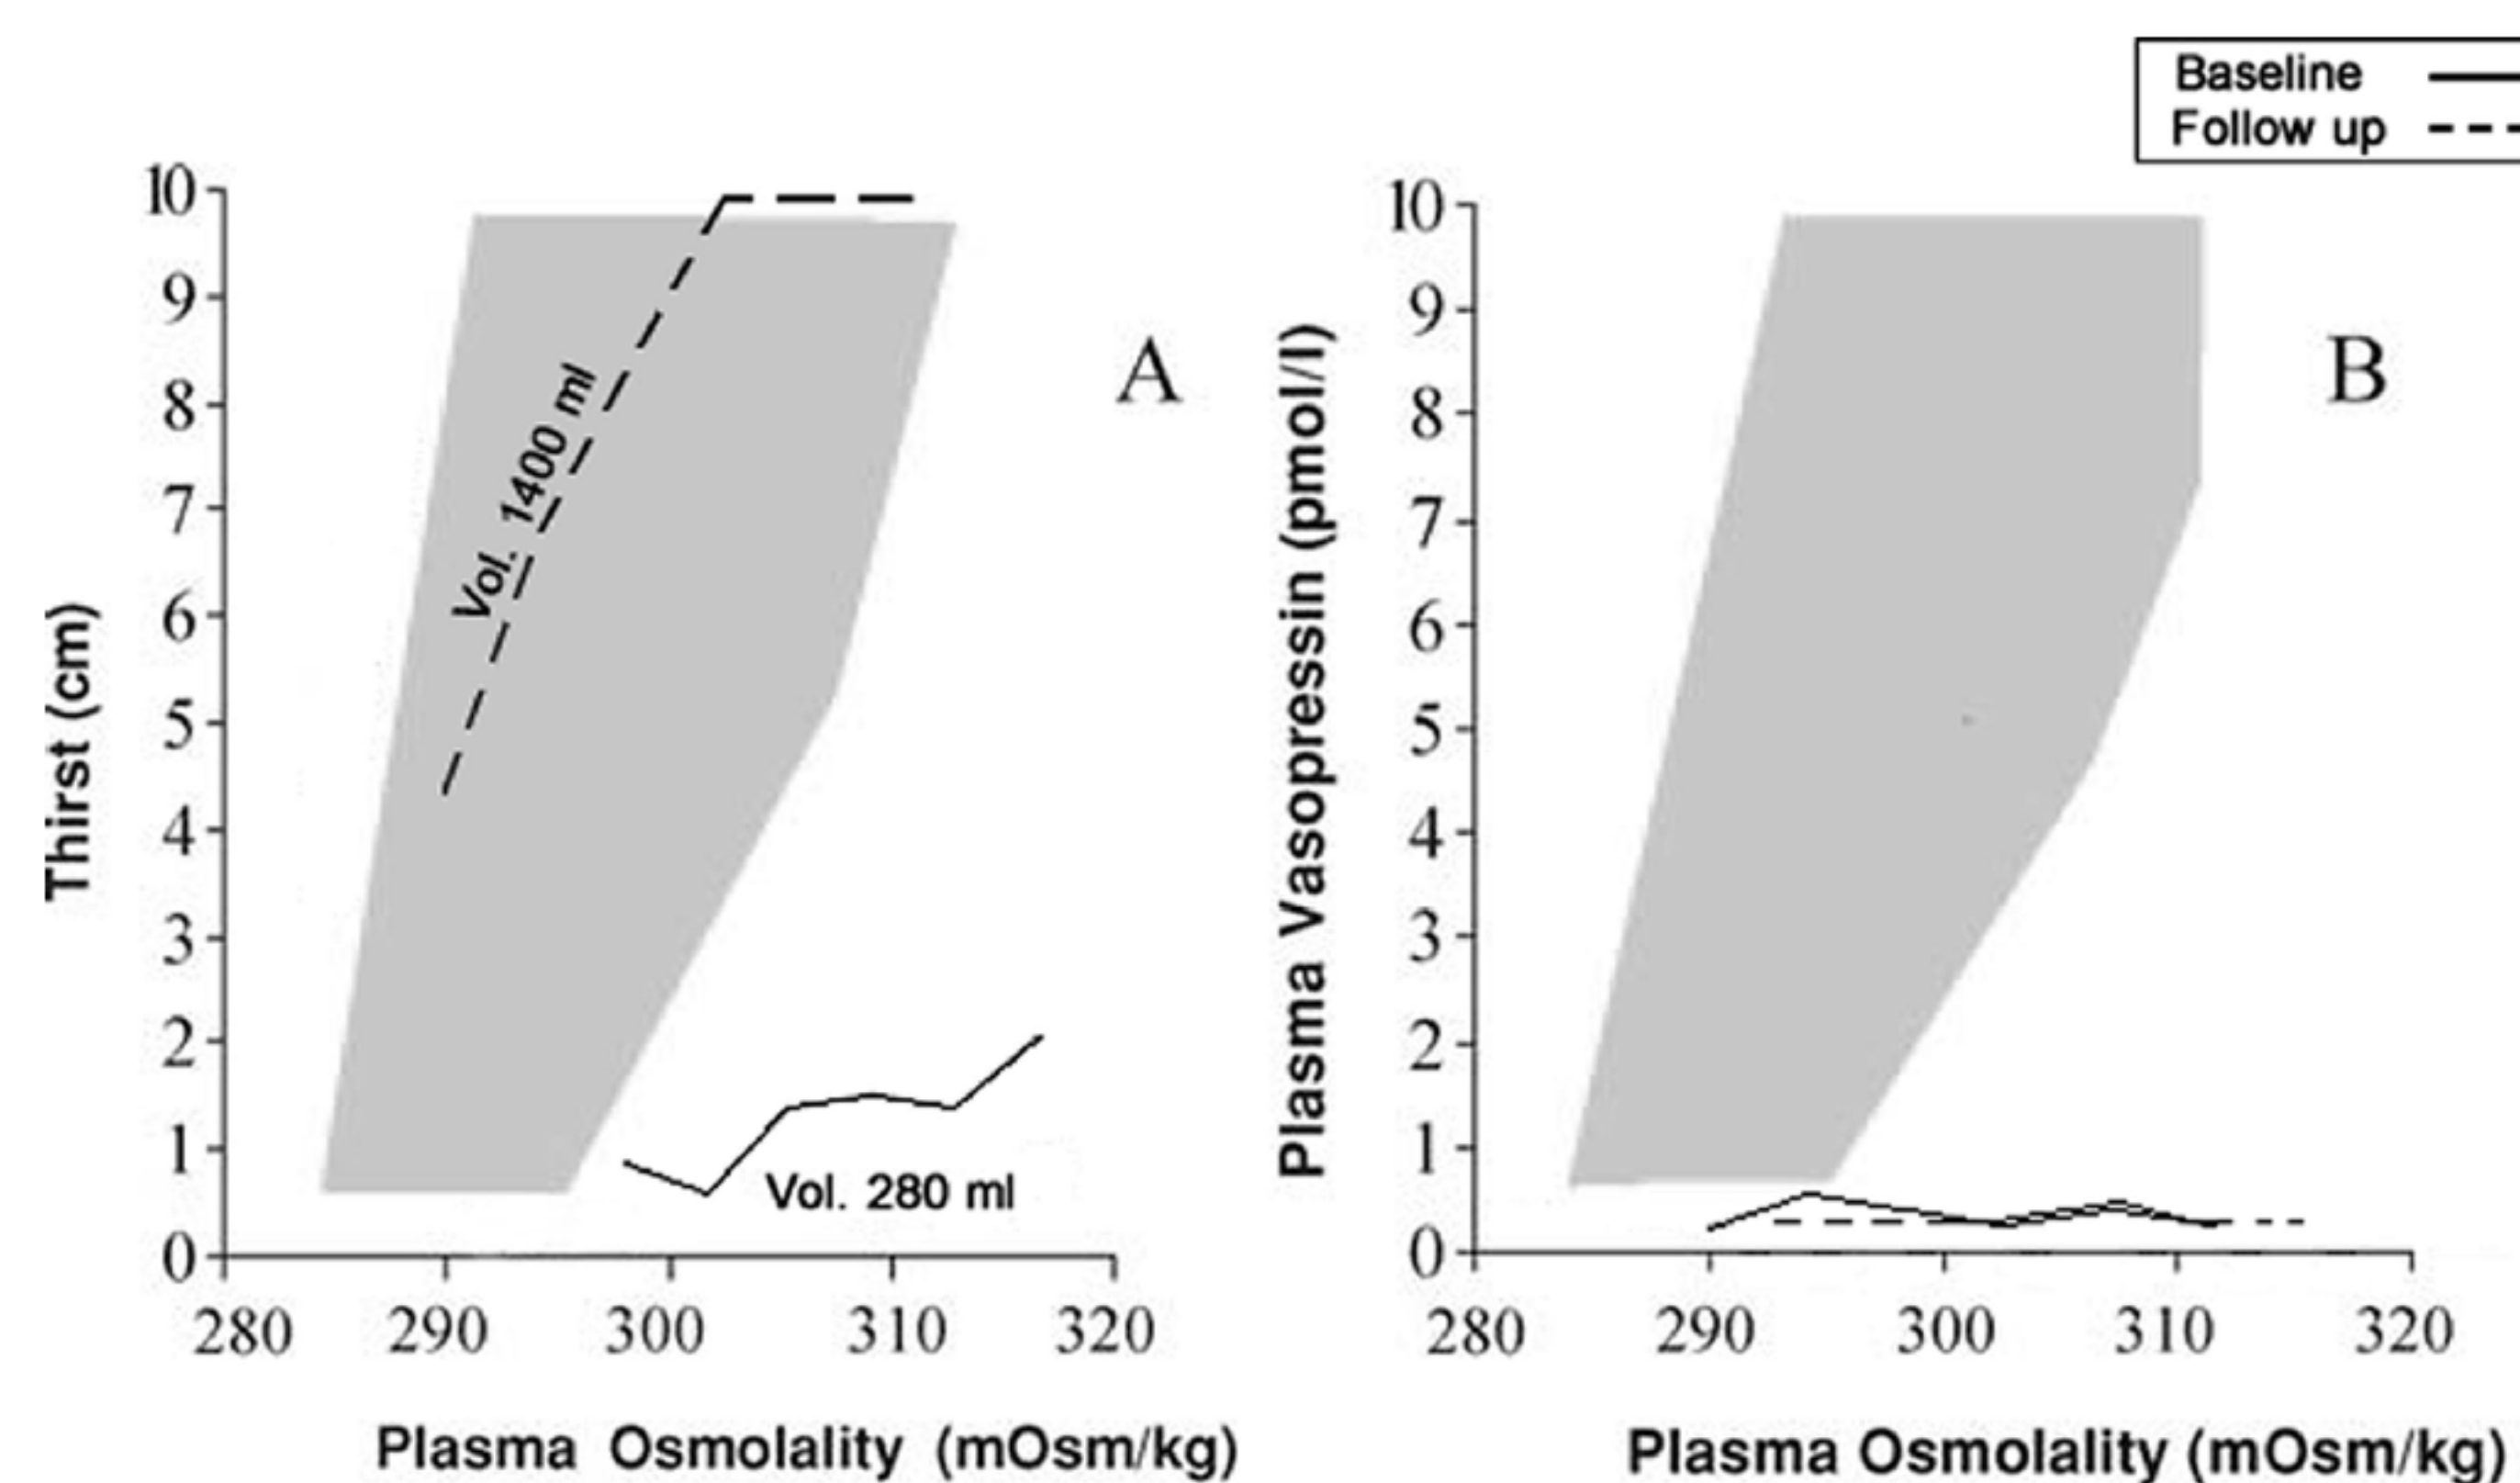 Baseline
Follow up
10
9
8
7
6
5
4
3
2
1
0
Thirst (cm)
Vol. 1400 ml
Vol. 280 ml
A
280 290 300 310 320
Plasma Osmolality (mOsm/kg)
10
9
8
7
6
5
4
3
2
1
0
Plasma Vasopressin (pmol/l)
B
280 290 300 310 320
Plasma Osmolality (mOsm/kg)